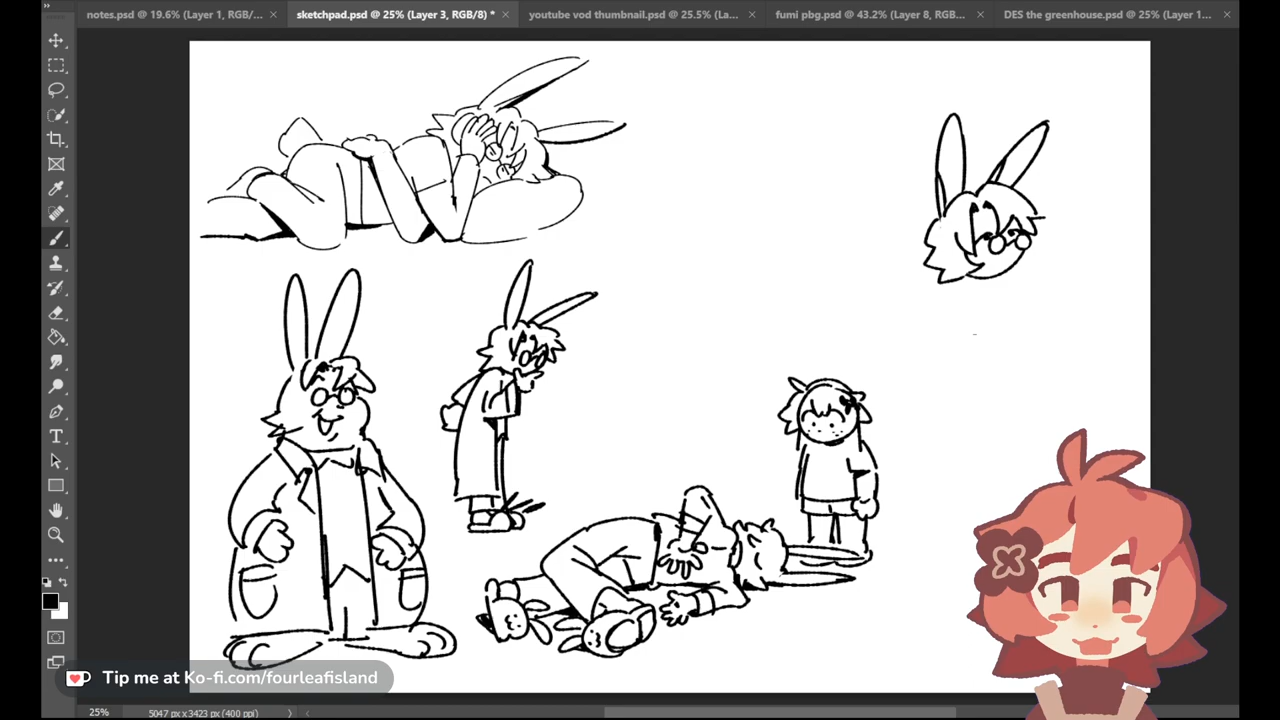 notes.psd @ 19.6% (Layer 1, RGB/...
sketchpad.psd @ 25% (Layer 3, RGB/8) *
youtube vod thumbnail.psd @ 25.5% (La...
fumi pbg.psd @ 43.2% (Layer 8, RGB...
DES the greenhouse.psd @ 25% (Layer 1...
Tip me at Ko-fi.com/fourleafisland
25%
5047 px x 3423 px (400 ppi)